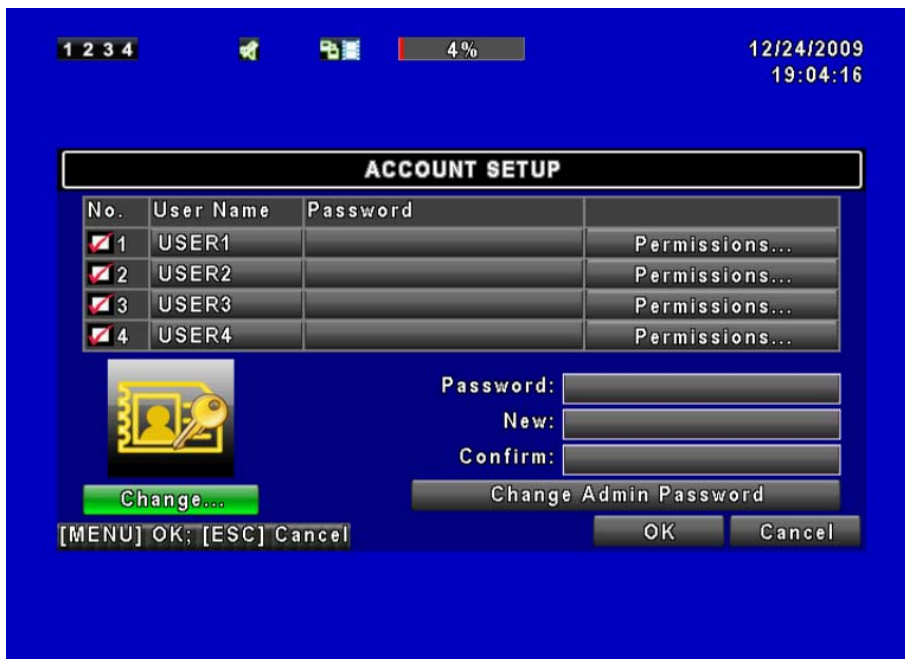 1 2 3 4 4% 12/24/2009
19:04:16
ACCOUNT SETUP
No. User Name Password
1 USER1 Permissions...
2 USER2 Permissions...
3 USER3 Permissions...
4 USER4 Permissions...
Password:
New:
Confirm:
Change... Change Admin Password
[MENU] OK; [ESC] Cancel OK Cancel